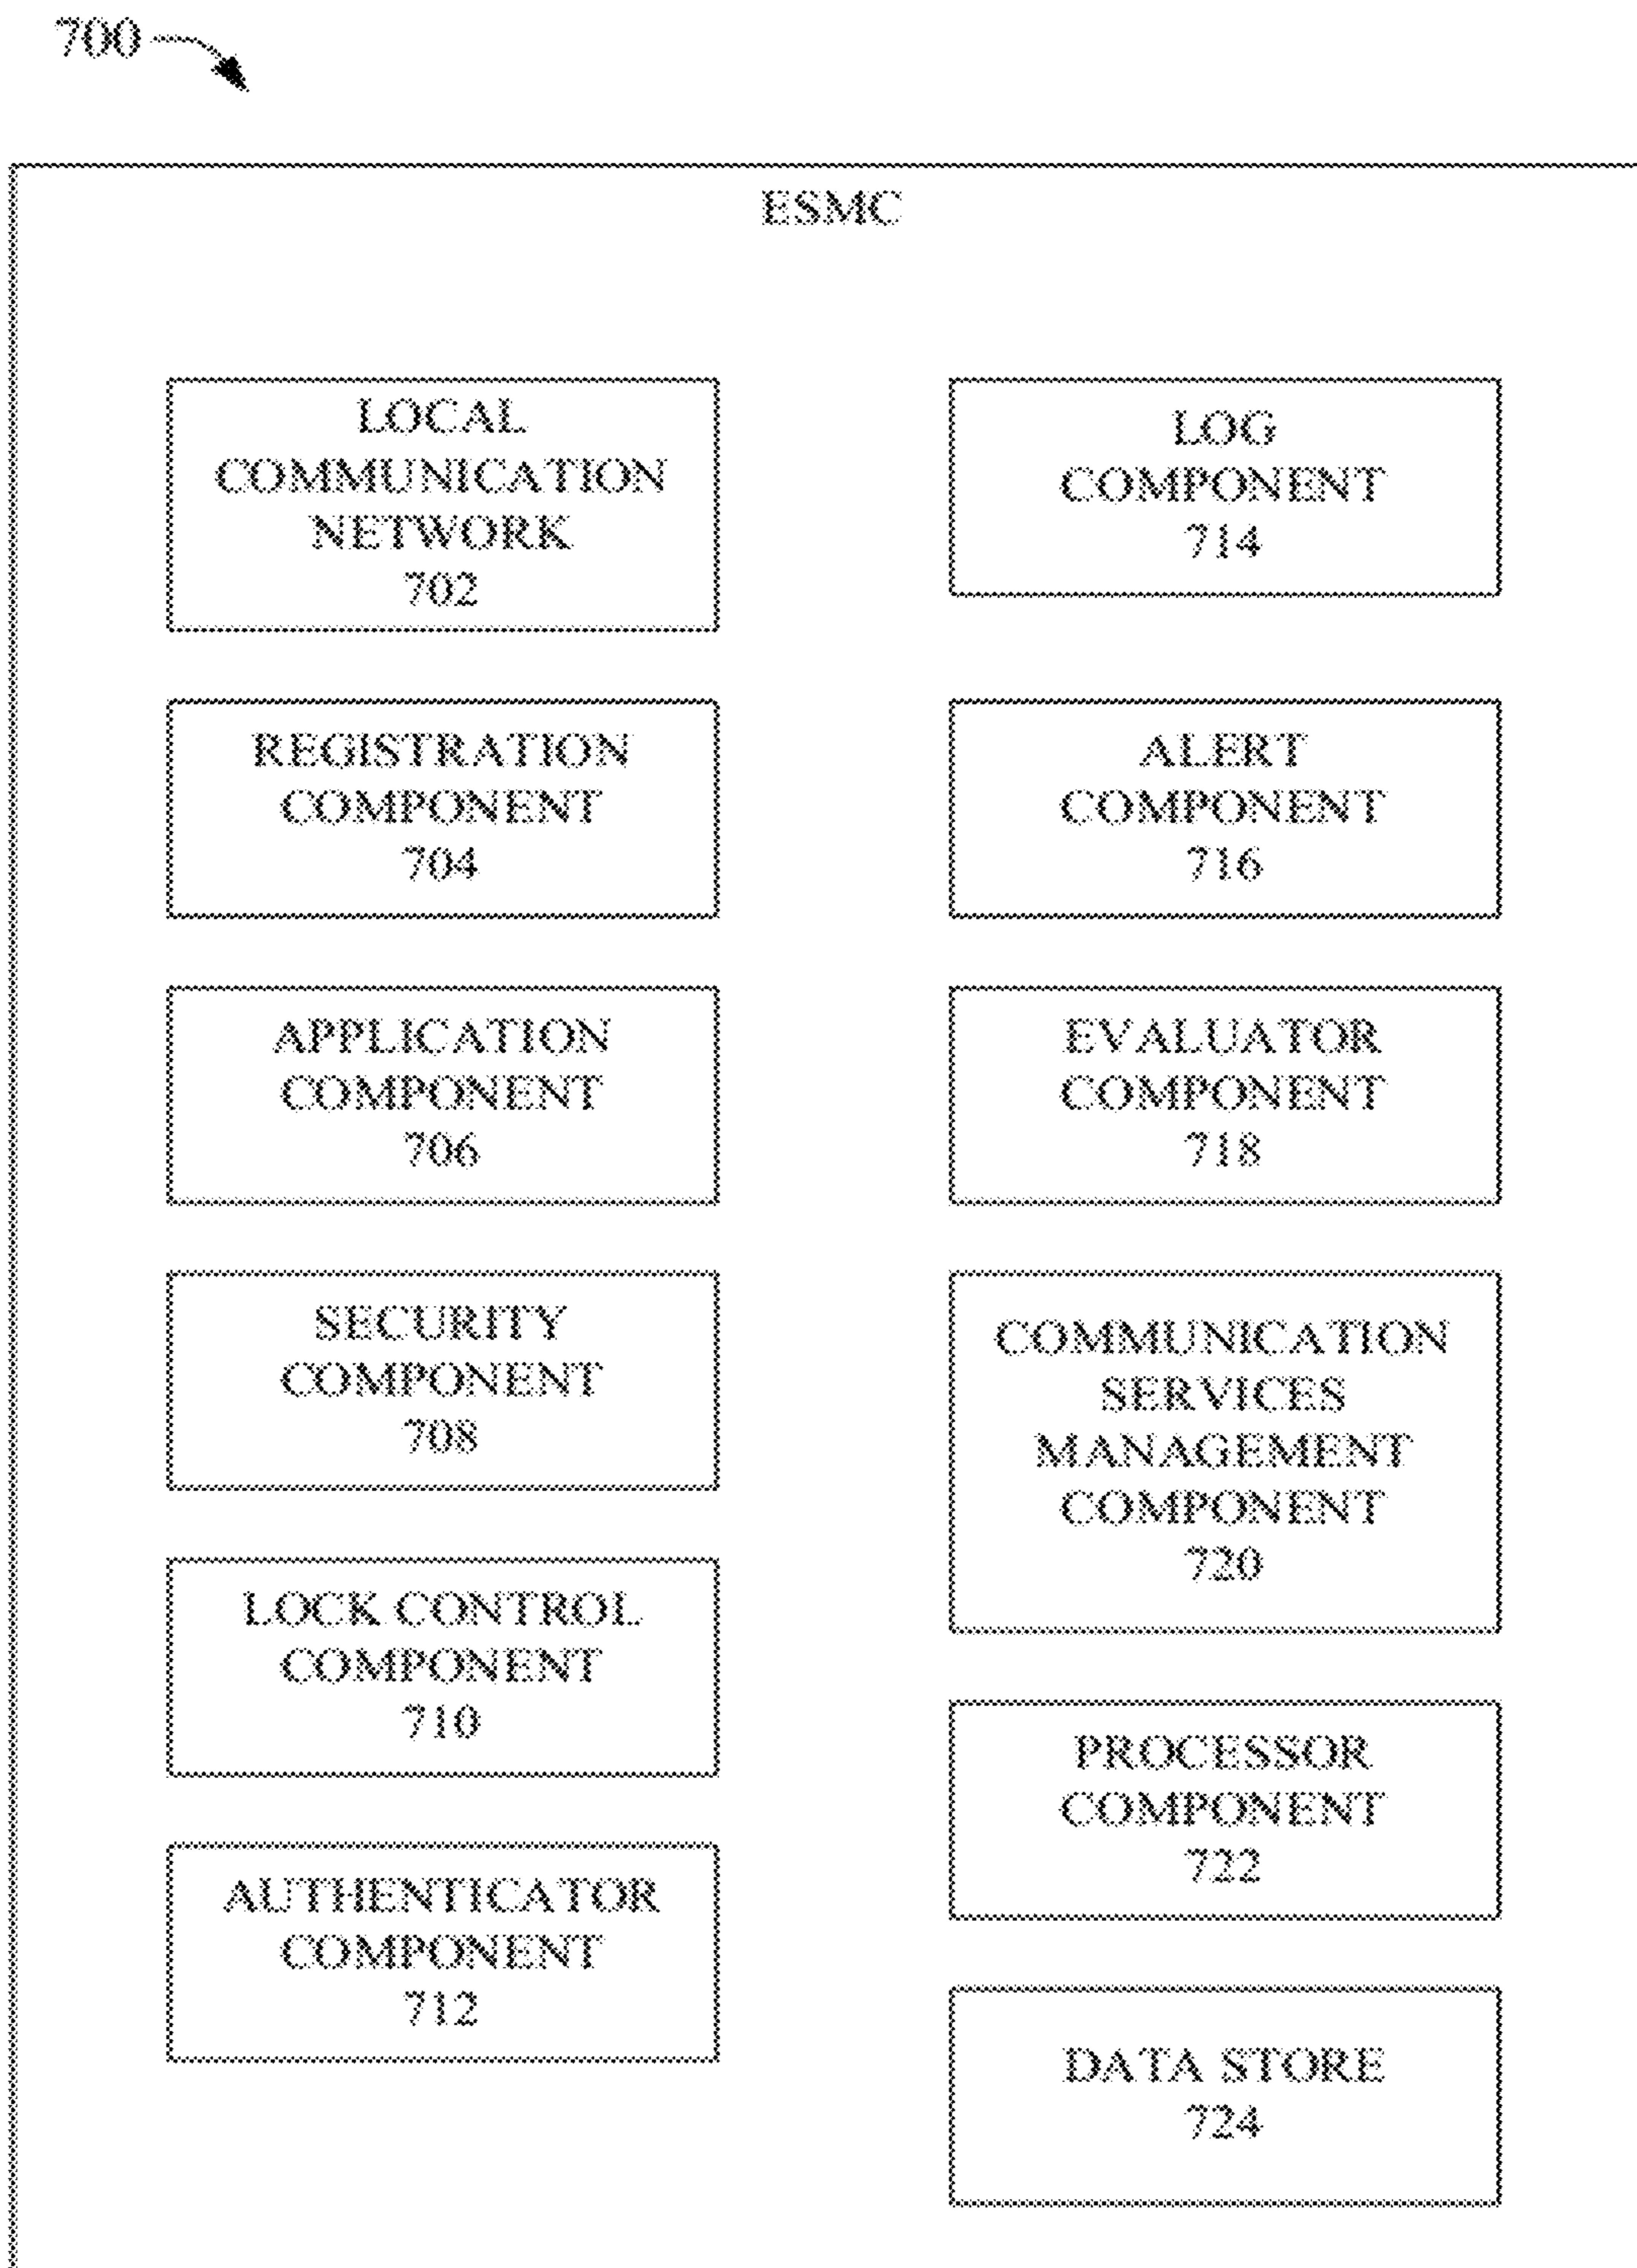 700
ESMC
LOCAL
COMMUNICATION
NETWORK
702
REGISTRATION
COMPONENT
704
APPLICATION
COMPONENT
706
SECURITY
COMPONENT
708
LOCK CONTROL
COMPONENT
710
AUTHENTICATOR
COMPONENT
712
LOG
COMPONENT
714
ALERT
COMPONENT
716
EVALUATOR
COMPONENT
718
COMMUNICATION
SERVICES
MANAGEMENT
COMPONENT
720
PROCESSOR
COMPONENT
722
DATA STORE
724